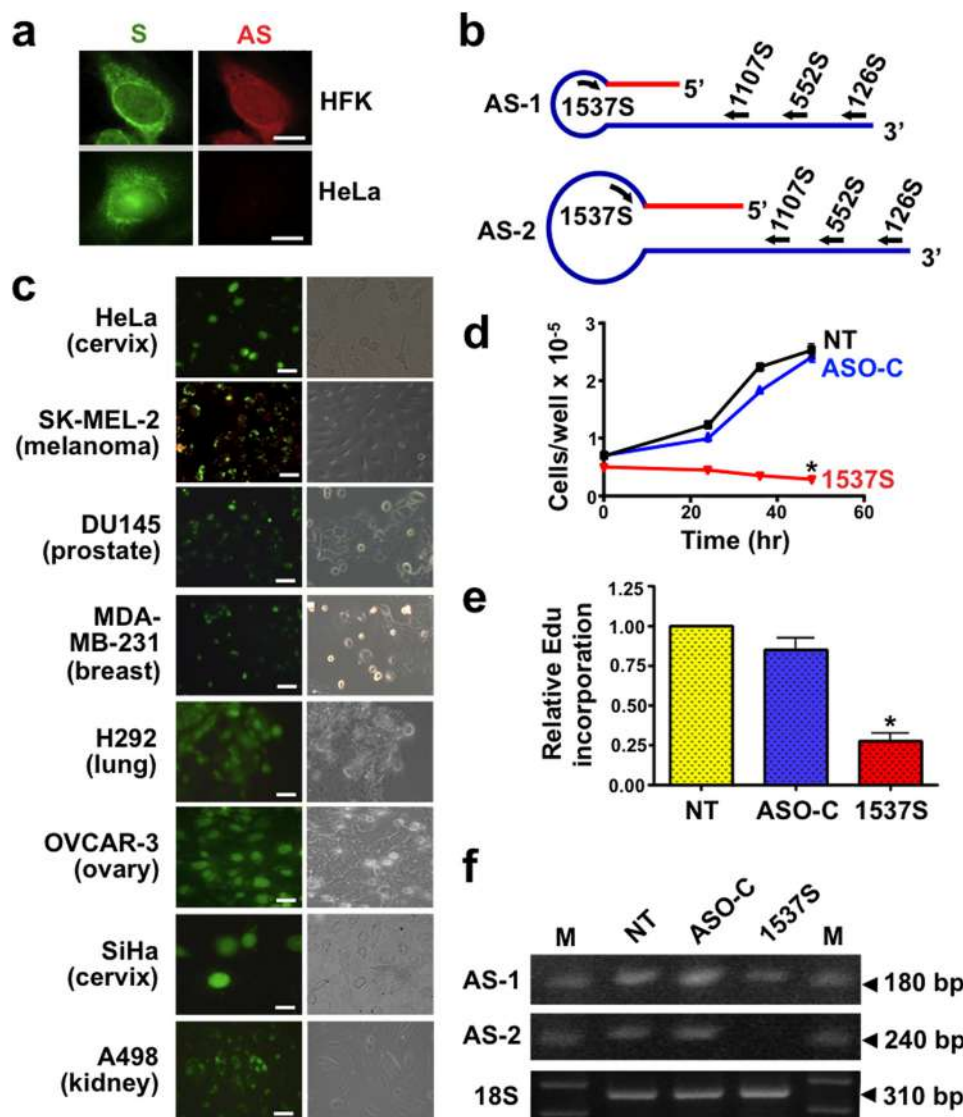 a
S AS
HFK
HeLa
b
AS-1
1537S
5’
1107S
552S
126S
3’
AS-2
1537S
5’
1107S
552S
126S
3’
c
HeLa
(cervix)
SK-MEL-2
(melanoma)
DU145
(prostate)
MDA-
MB-231
(breast)
H292
(lung)
OVCAR-3
(ovary)
SiHa
(cervix)
A498
(kidney)
d
Cells/well x 10-5
3
2
1
0
0 20 40 60
Time (hr)
NT
ASO-C
*
1537S
e
Relative Edu
incorporation
1.00
0.75
0.50
0.25
0.00
*
NT ASO-C 1537S
f
M NT ASO-C 1537S M
AS-1 180 bp
AS-2 240 bp
18S 310 bp